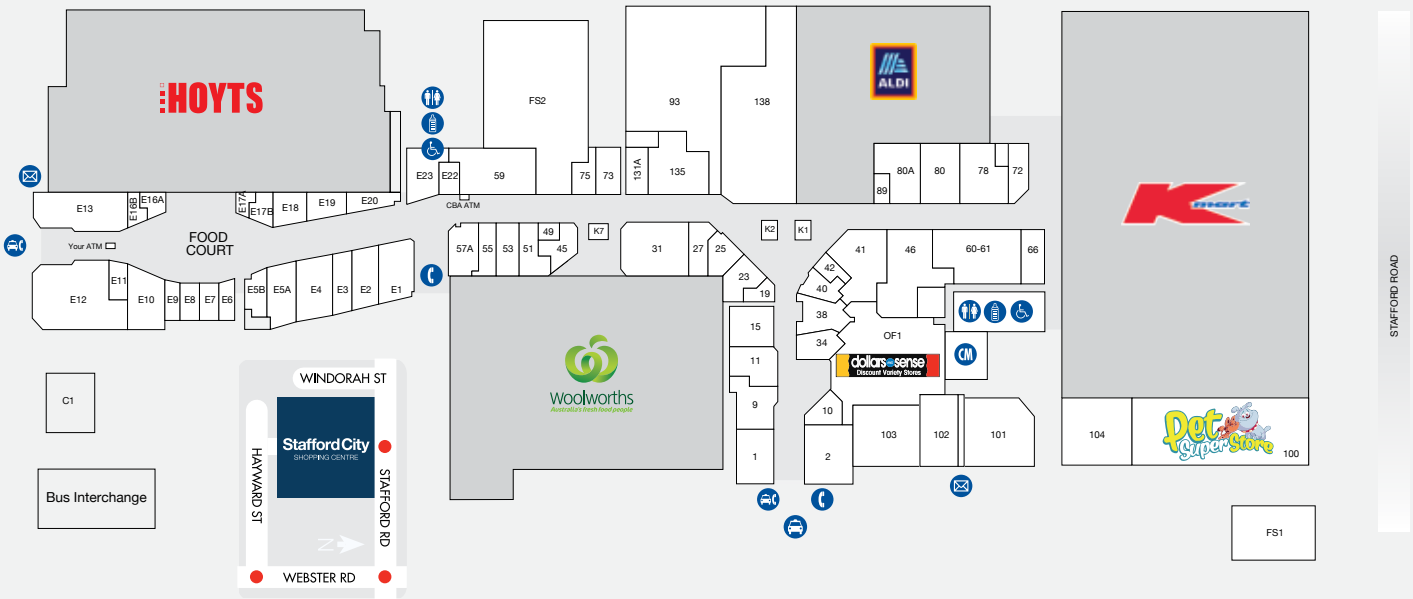 HOYTS
E13
E16B
E16A
E17A
E17B
E18
E19
E20
Your ATM
FOOD
COURT
E12
E11
E10
E9
E8
E7
E6
E5B
E5A
E4
E3
E2
E1
E23
E22
59
CBA ATM
FS2
75
73
93
131A
135
138
ALDI
89
80A
80
78
72
57A
55
53
51
49
45
K7
31
27
25
23
19
K2
K1
42
40
38
34
41
46
60-61
66
15
11
9
1
OF1
dollars sense
Discount Variety Stores
CM
10
2
103
102
101
Woolworths
Australia's fresh food people
K
mart
104
Pet
Super Store
100
FS1
STAFFORD ROAD
C1
Bus Interchange
WINDORAH ST
HAYWARD ST
Stafford City
SHOPPING CENTRE
STAFFORD RD
N
WEBSTER RD